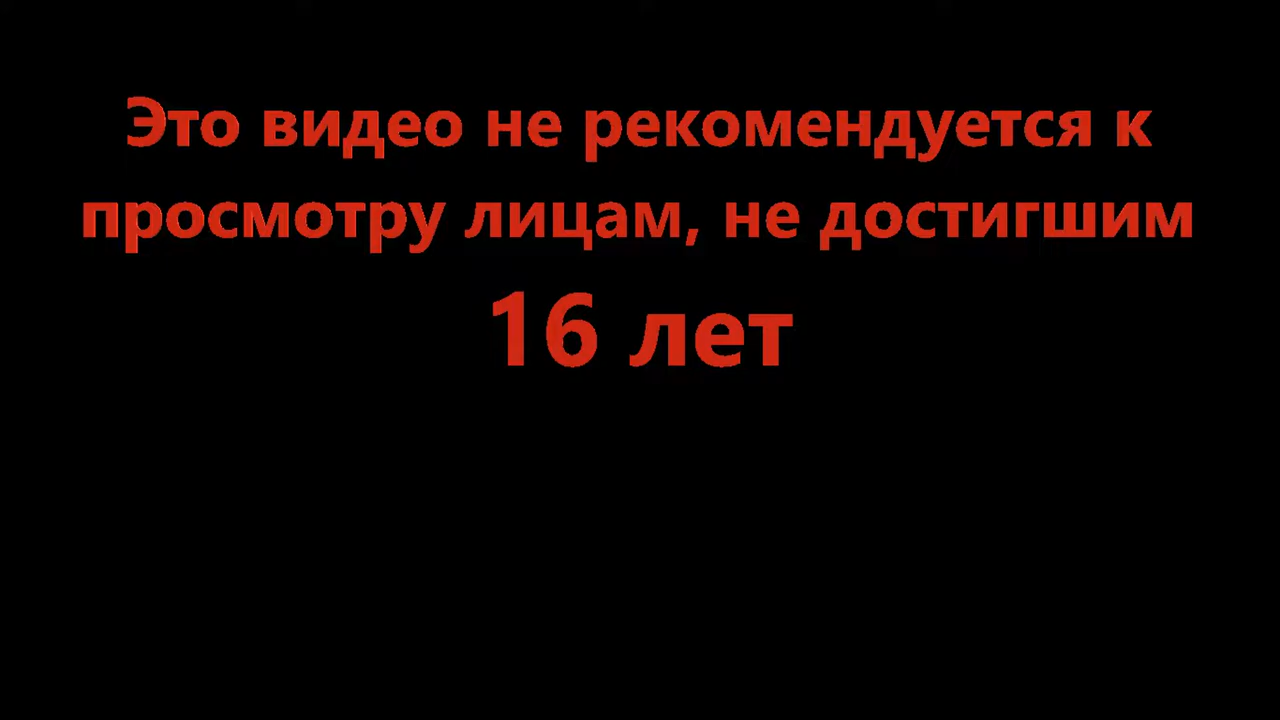 Это видео не рекомендуется к
просмотру лицам, не достигшим
16 лет